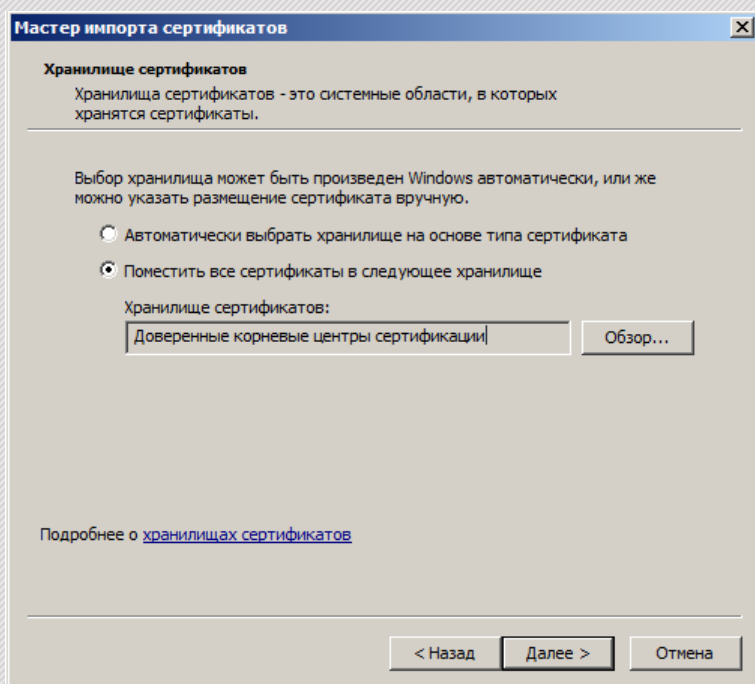 Мастер импорта сертификатов
Хранилище сертификатов
Хранилища сертификатов - это системные области, в которых
хранятся сертификаты.
Выбор хранилища может быть произведен Windows автоматически, или же
можно указать размещение сертификата вручную.
Автоматически выбрать хранилище на основе типа сертификата
Поместить все сертификаты в следующее хранилище
Хранилище сертификатов:
Доверенные корневые центры сертификации
Обзор...
Подробнее о хранилищах сертификатов
< Назад
Далее >
Отмена